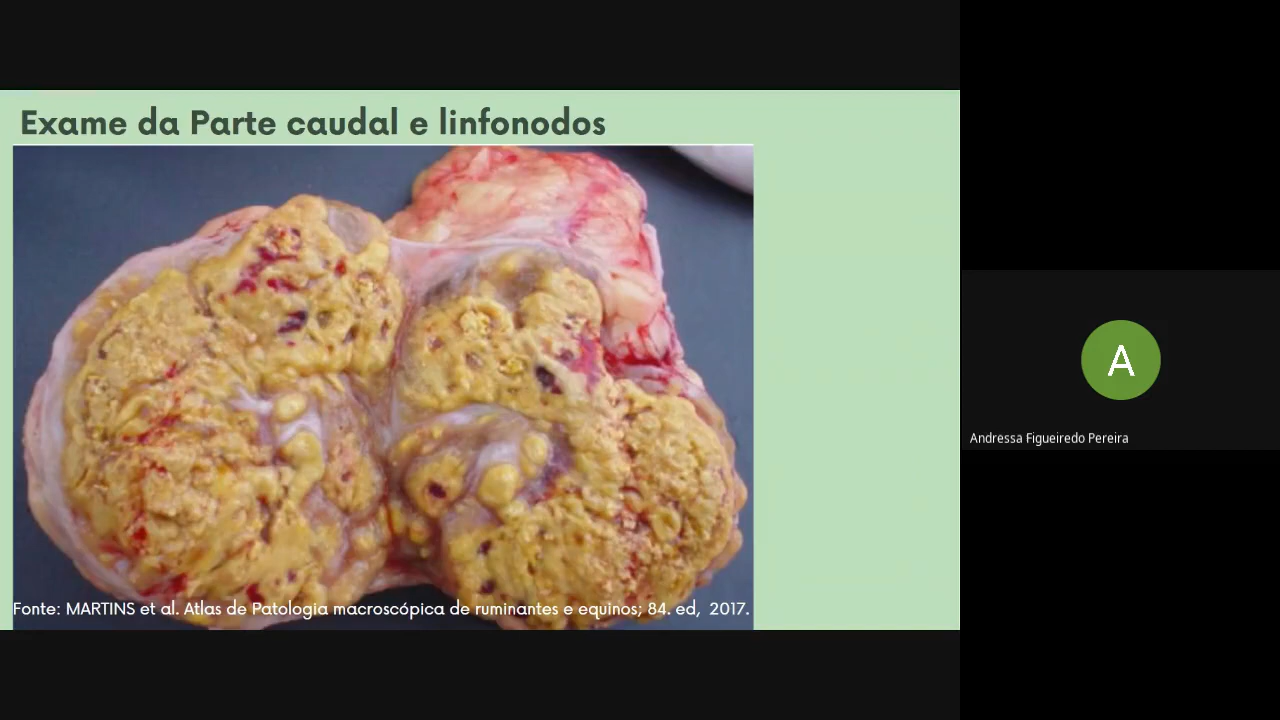 Exame da Parte caudal e linfonodos
Fonte: MARTINS et al. Atlas de Patologia macroscópica de ruminantes e equinos; 84. ed, 2017.
A
Andressa Figueiredo Pereira